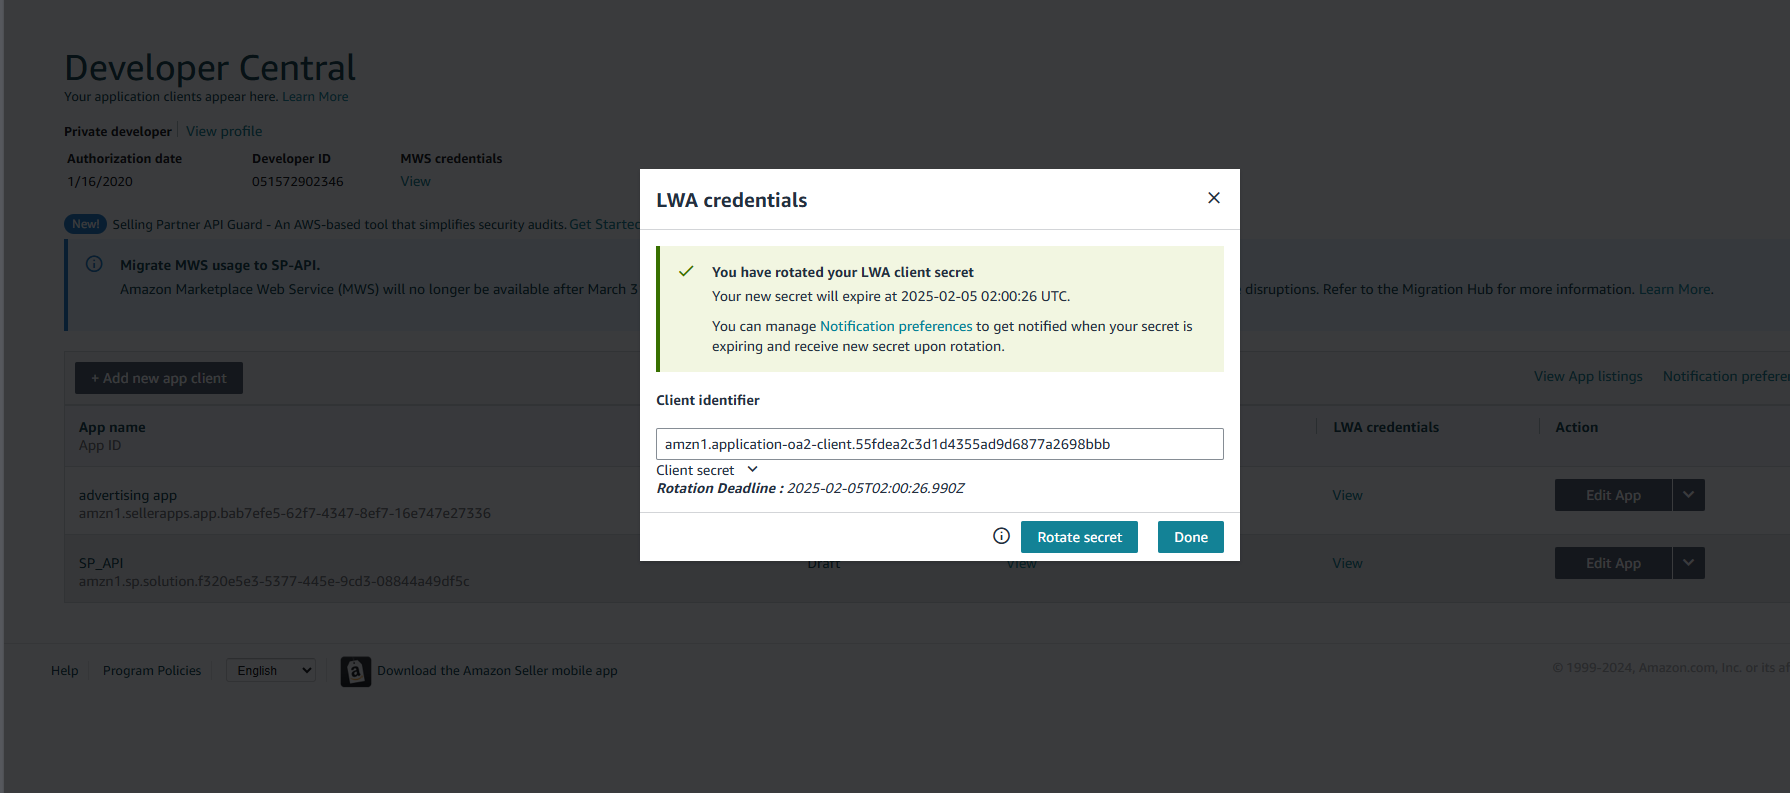 Developer Central
Your application clients appear here. Learn More
Private developer View profile
Authorization date Developer ID MWS credentials
1/16/2020 051572902346 View
New! Selling Partner API Guard - An AWS-based tool that simplifies security audits. Get Started
Migrate MWS usage to SP-API.
Amazon Marketplace Web Service (MWS) will no longer be available after March 3
disruptions. Refer to the Migration Hub for more information. Learn More.
+ Add new app client
View App listings Notification prefere
App name
App ID
LWA credentials Action
advertising app
amzn1.sellerapps.app.bab7efe5-62f7-4347-8ef7-16e747e27336
View Edit App
SP_API
amzn1.sp.solution.f320e5e3-5377-445e-9cd3-08844a49df5c
Draft View View Edit App
LWA credentials
You have rotated your LWA client secret
Your new secret will expire at 2025-02-05 02:00:26 UTC.
You can manage Notification preferences to get notified when your secret is
expiring and receive new secret upon rotation.
Client identifier
amzn1.application-oa2-client.55fdea2c3d1d4355ad9d6877a2698bbb
Client secret
Rotation Deadline : 2025-02-05T02:00:26.990Z
Rotate secret Done
Help Program Policies English Download the Amazon Seller mobile app
© 1999-2024, Amazon.com, Inc. or its af